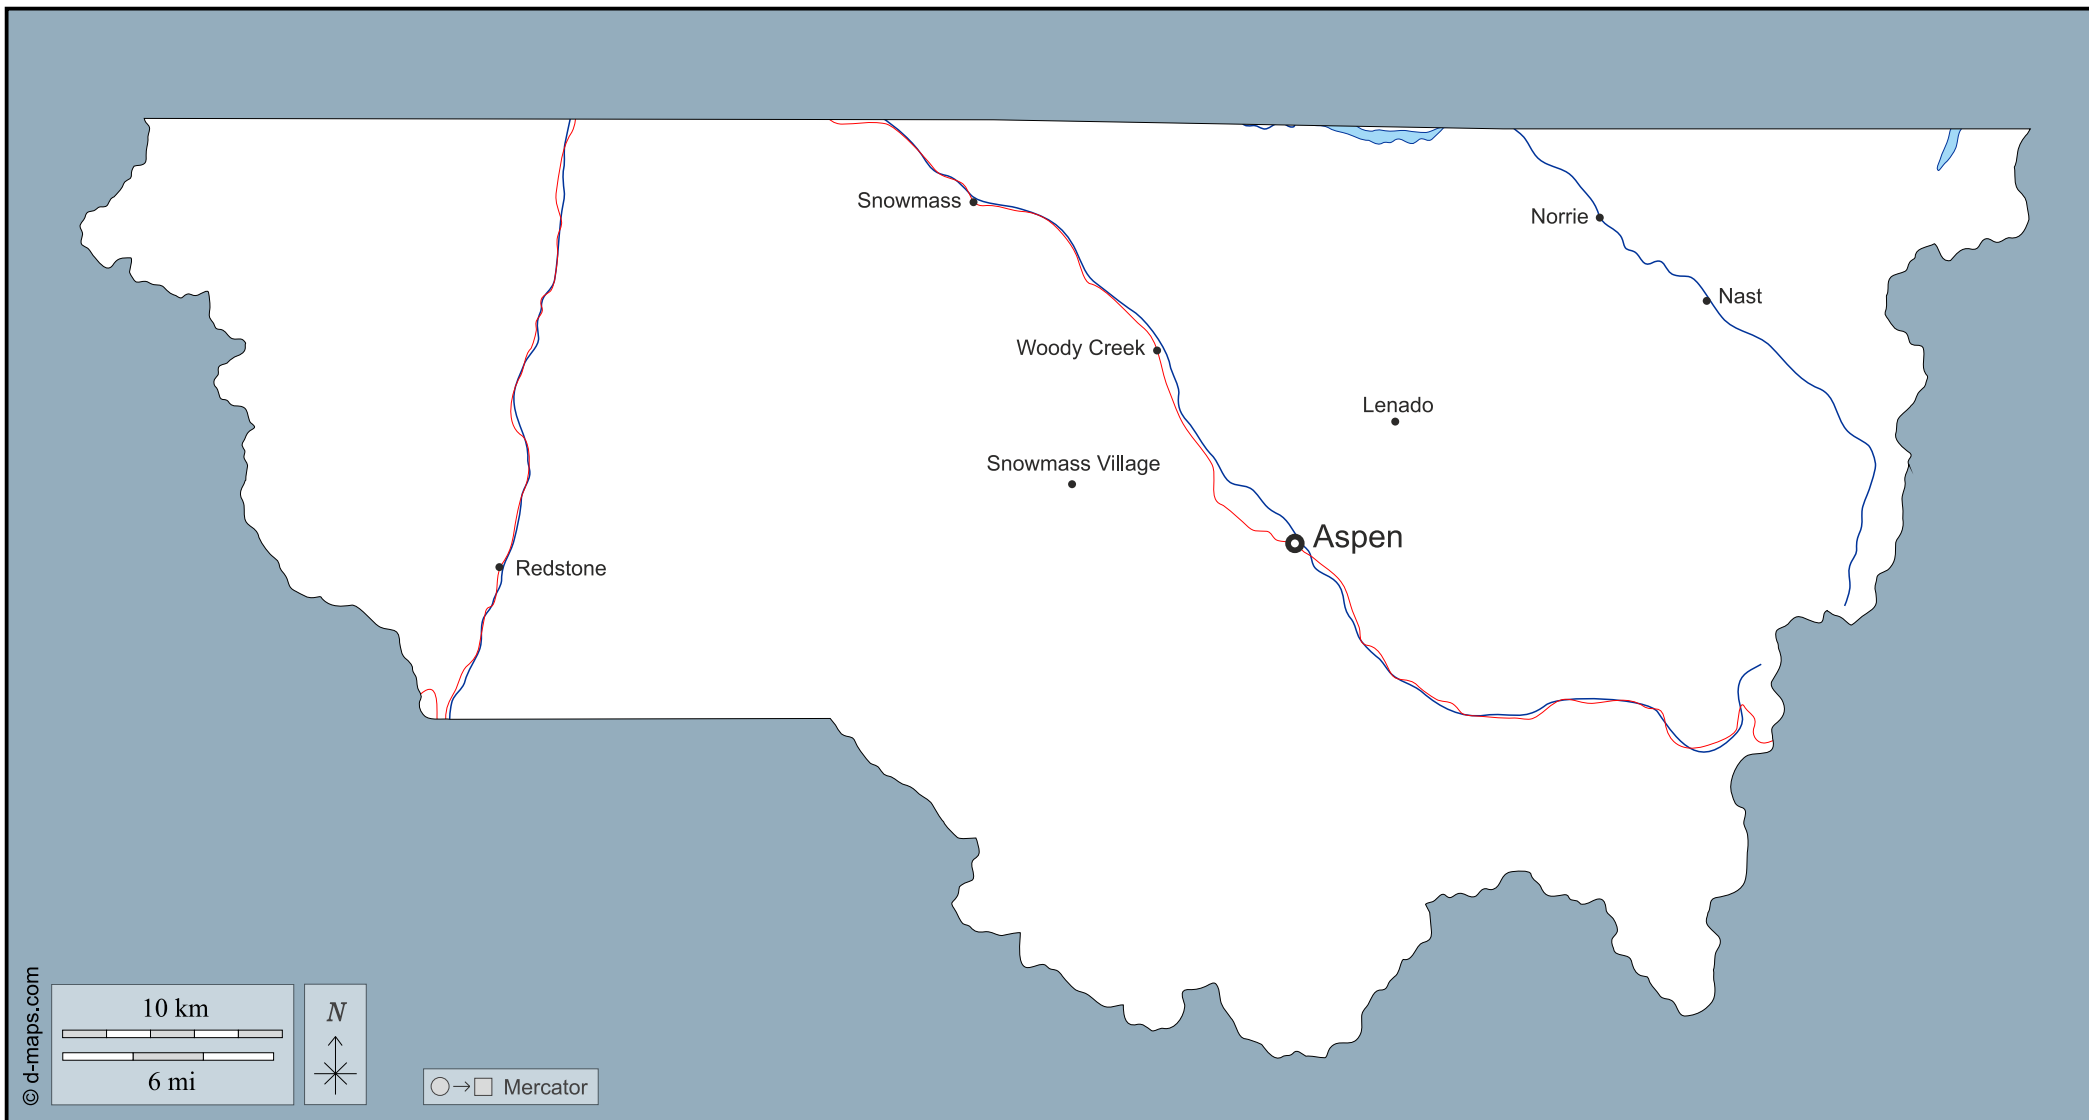 Snowmass
Norrie
Nast
Woody Creek
Lenado
Snowmass Village
Aspen
Redstone
10 km
6 mi
N
Mercator
© d-maps.com